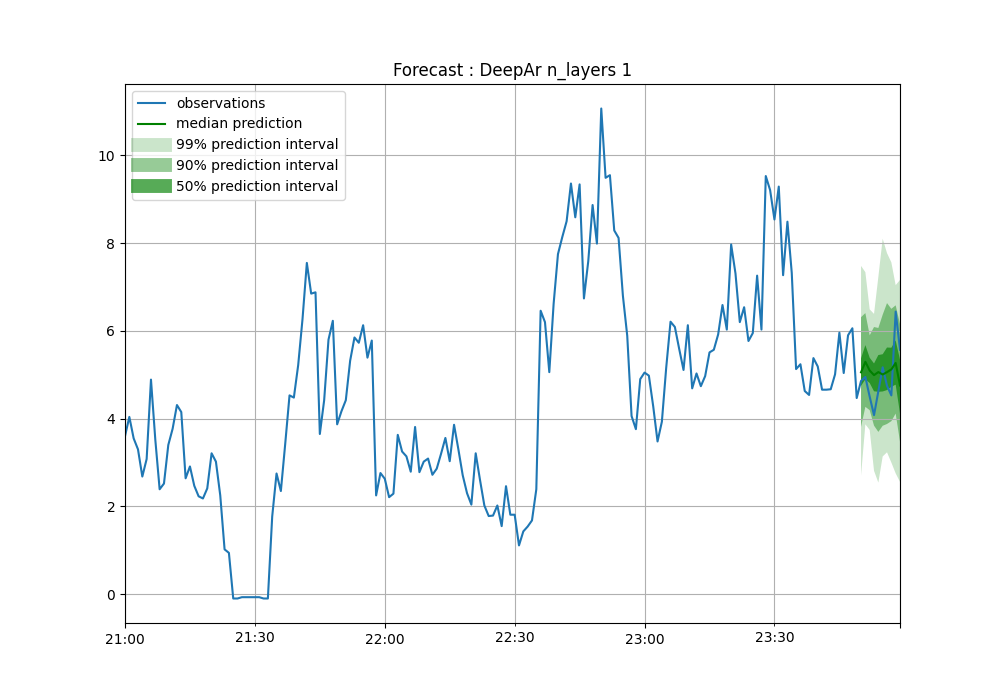 Forecast : DeepAr n_layers 1
observations
median prediction
99% prediction interval
90% prediction interval
50% prediction interval
10
8
6
4
2
0
21:00 21:30 22:00 22:30 23:00 23:30